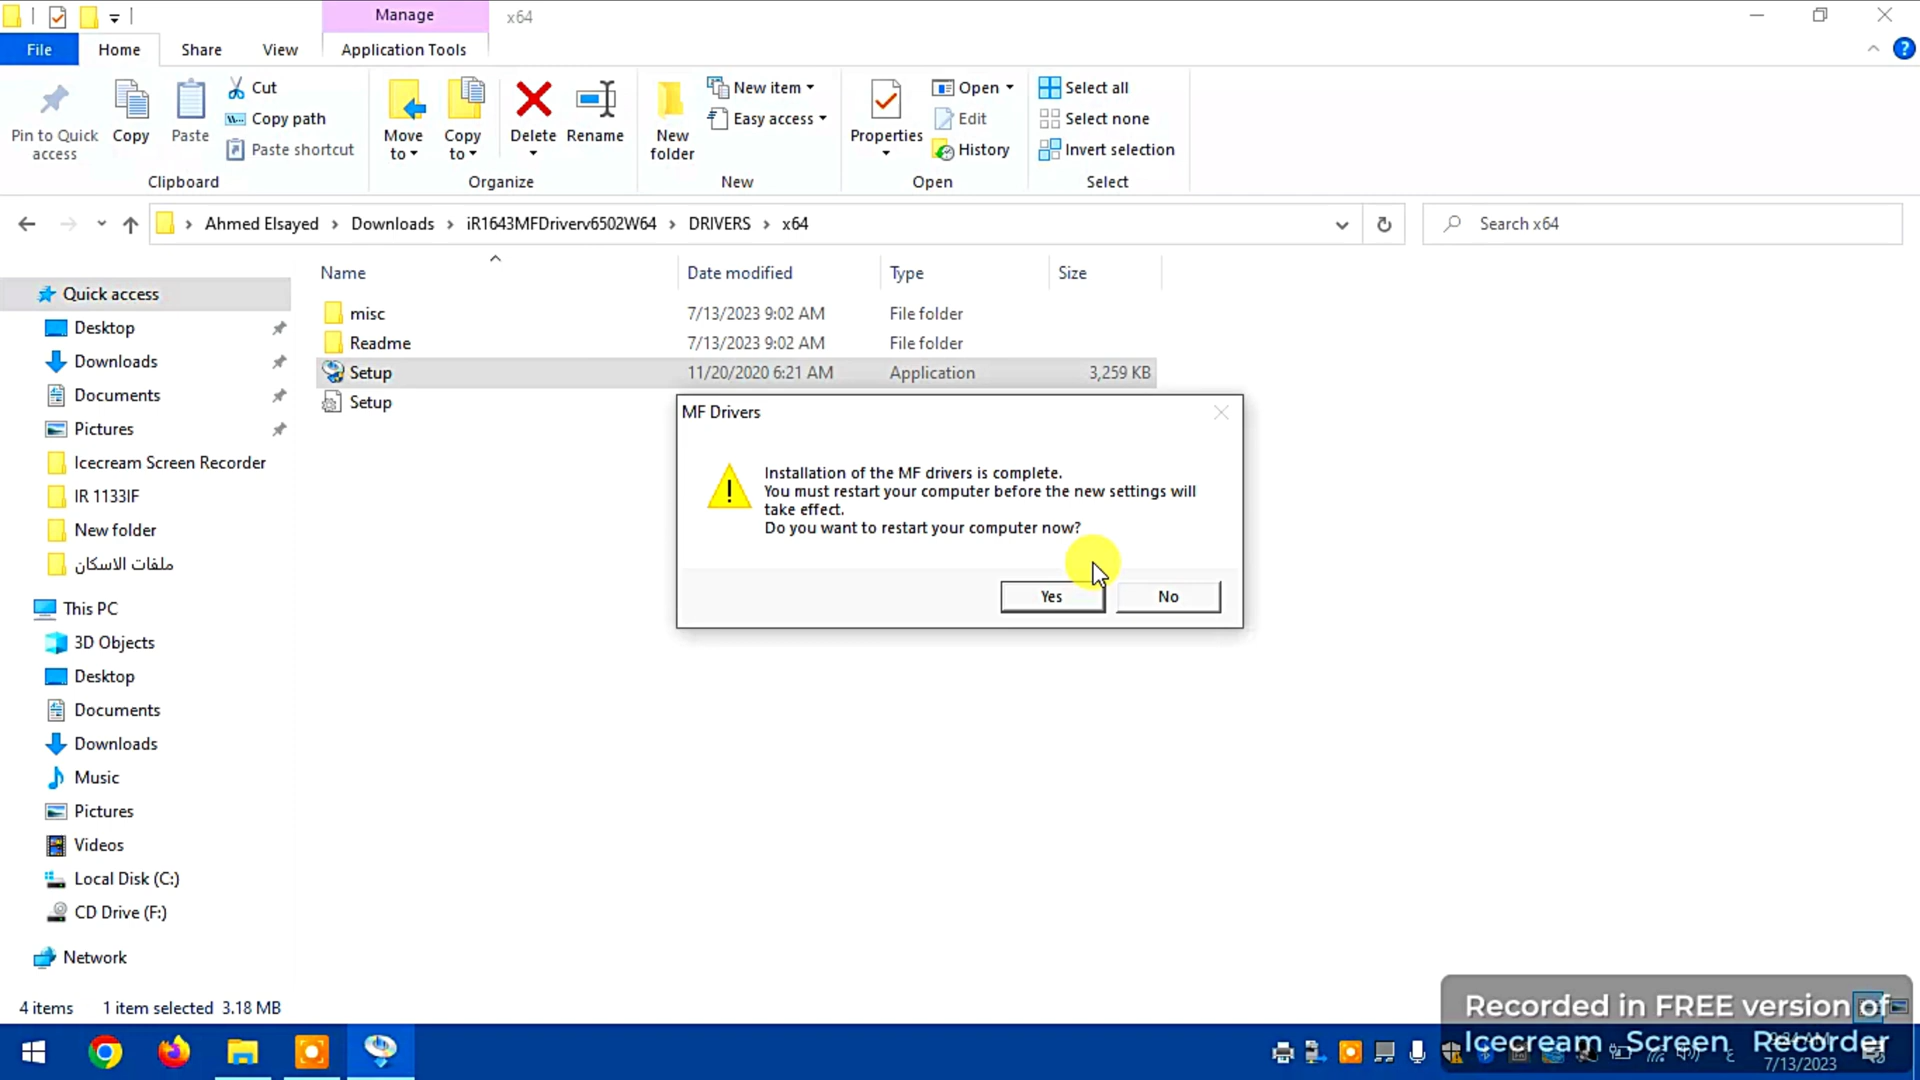 Manage
x64
File
Home
Share
View
Application Tools
Pin to Quick
access
Copy
Paste
Cut
Copy path
Paste shortcut
Clipboard
Move
to
Copy
to
Delete
Rename
Organize
New
folder
New item
Easy access
New
Properties
Open
Edit
History
Open
Select all
Select none
Invert selection
Select
Ahmed Elsayed
Downloads
iR1643MFDriverv6502W64
DRIVERS
x64
Search x64
Name
Date modified
Type
Size
misc
7/13/2023 9:02 AM
File folder
Readme
7/13/2023 9:02 AM
File folder
Setup
11/20/2020 6:21 AM
Application
3,259 KB
Setup
Quick access
Desktop
Downloads
Documents
Pictures
Icecream Screen Recorder
IR 1133IF
New folder
ملفات الاسكان
This PC
3D Objects
Desktop
Documents
Downloads
Music
Pictures
Videos
Local Disk (C:)
CD Drive (F:)
Network
MF Drivers
Installation of the MF drivers is complete.
You must restart your computer before the new settings will
take effect.
Do you want to restart your computer now?
Yes
No
4 items
1 item selected 3.18 MB
Recorded in FREE version of
Icecream Screen Recorder
7/13/2023